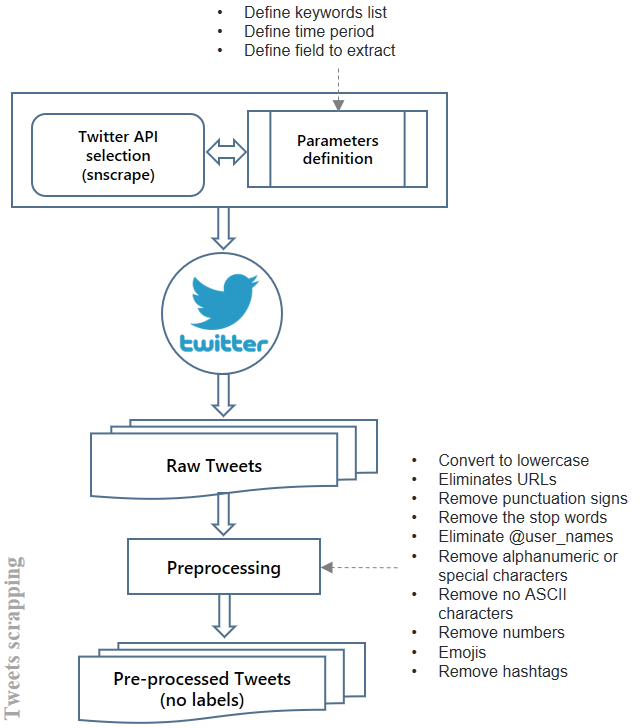 • Define keywords list
• Define time period
• Define field to extract
Twitter API
selection
(snscrape)
Parameters
definition
twitter
Raw Tweets
• Convert to lowercase
• Eliminates URLs
• Remove punctuation signs
• Remove the stop words
• Eliminate @user_names
• Remove alphanumeric or
special characters
• Remove no ASCII
characters
• Remove numbers
• Emojis
• Remove hashtags
Preprocessing
Pre-processed Tweets
(no labels)
Tweets scrapping